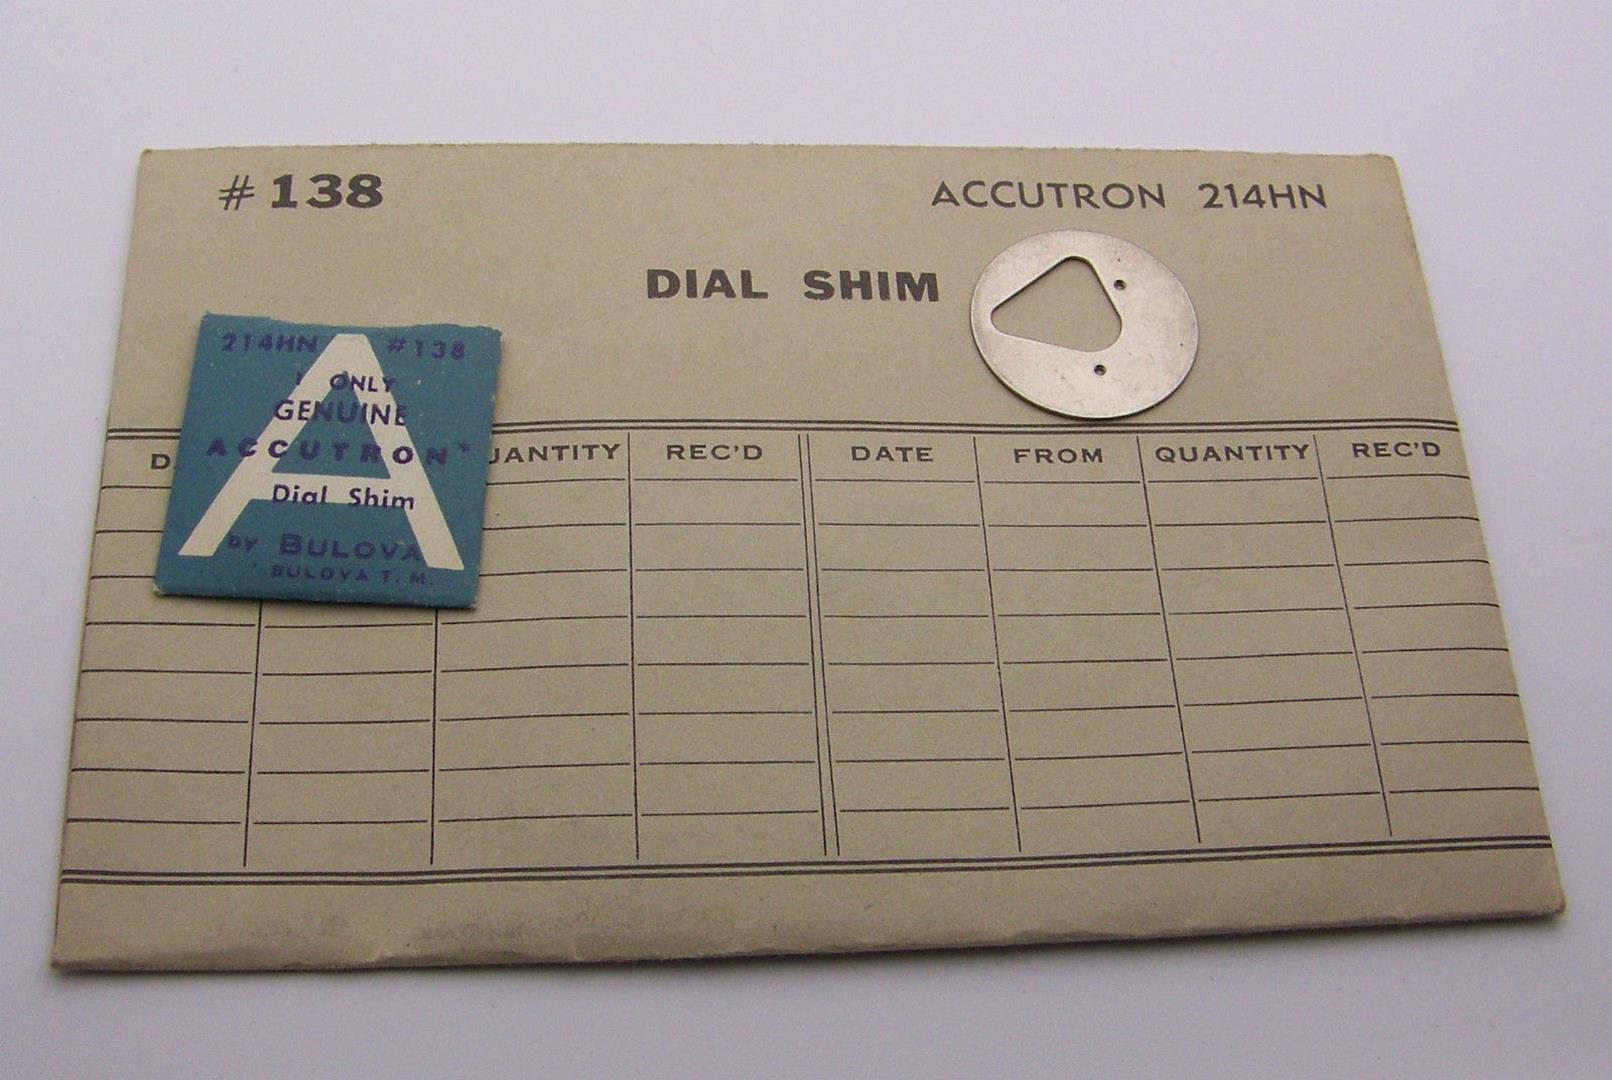 #138
ACCUTRON 214HN
DIAL SHIM
214HN #138
1 ONLY
GENUINE
ACCUTRON*
Dial Shim
by BULOVA
BULOVA T. M.
D
UANTITY
REC'D
DATE
FROM
QUANTITY
REC'D